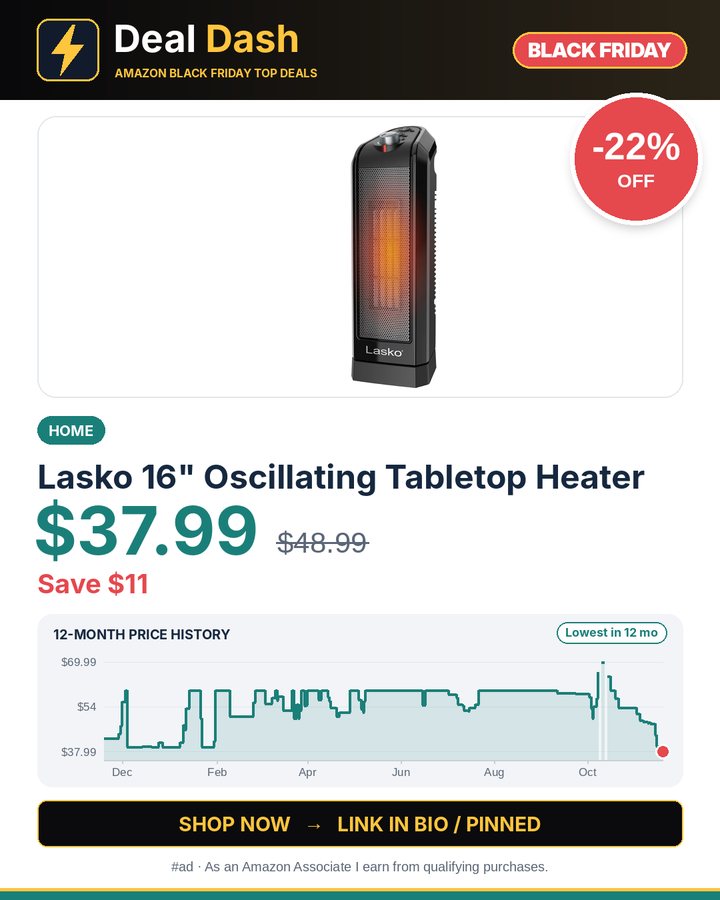 Deal Dash
AMAZON BLACK FRIDAY TOP DEALS
BLACK FRIDAY
-22%
OFF
Lasko
HOME
Lasko 16" Oscillating Tabletop Heater
$37.99 $48.99
Save $11
12-MONTH PRICE HISTORY
Lowest in 12 mo
$69.99
$54
$37.99
Dec Feb Apr Jun Aug Oct
SHOP NOW → LINK IN BIO / PINNED
#ad · As an Amazon Associate I earn from qualifying purchases.